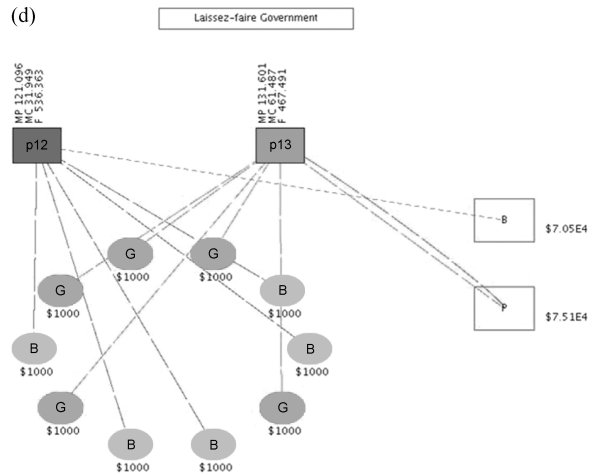 (d)
Laissez-faire Government
MP 121.096
MC 31.949
F 536.363
MP 131.601
MC 61.487
F 467.491
p12
p13
B
$7.05E4
G
$1000
G
$1000
G
$1000
B
$1000
P
$7.51E4
B
$1000
B
$1000
G
$1000
G
$1000
B
$1000
B
$1000